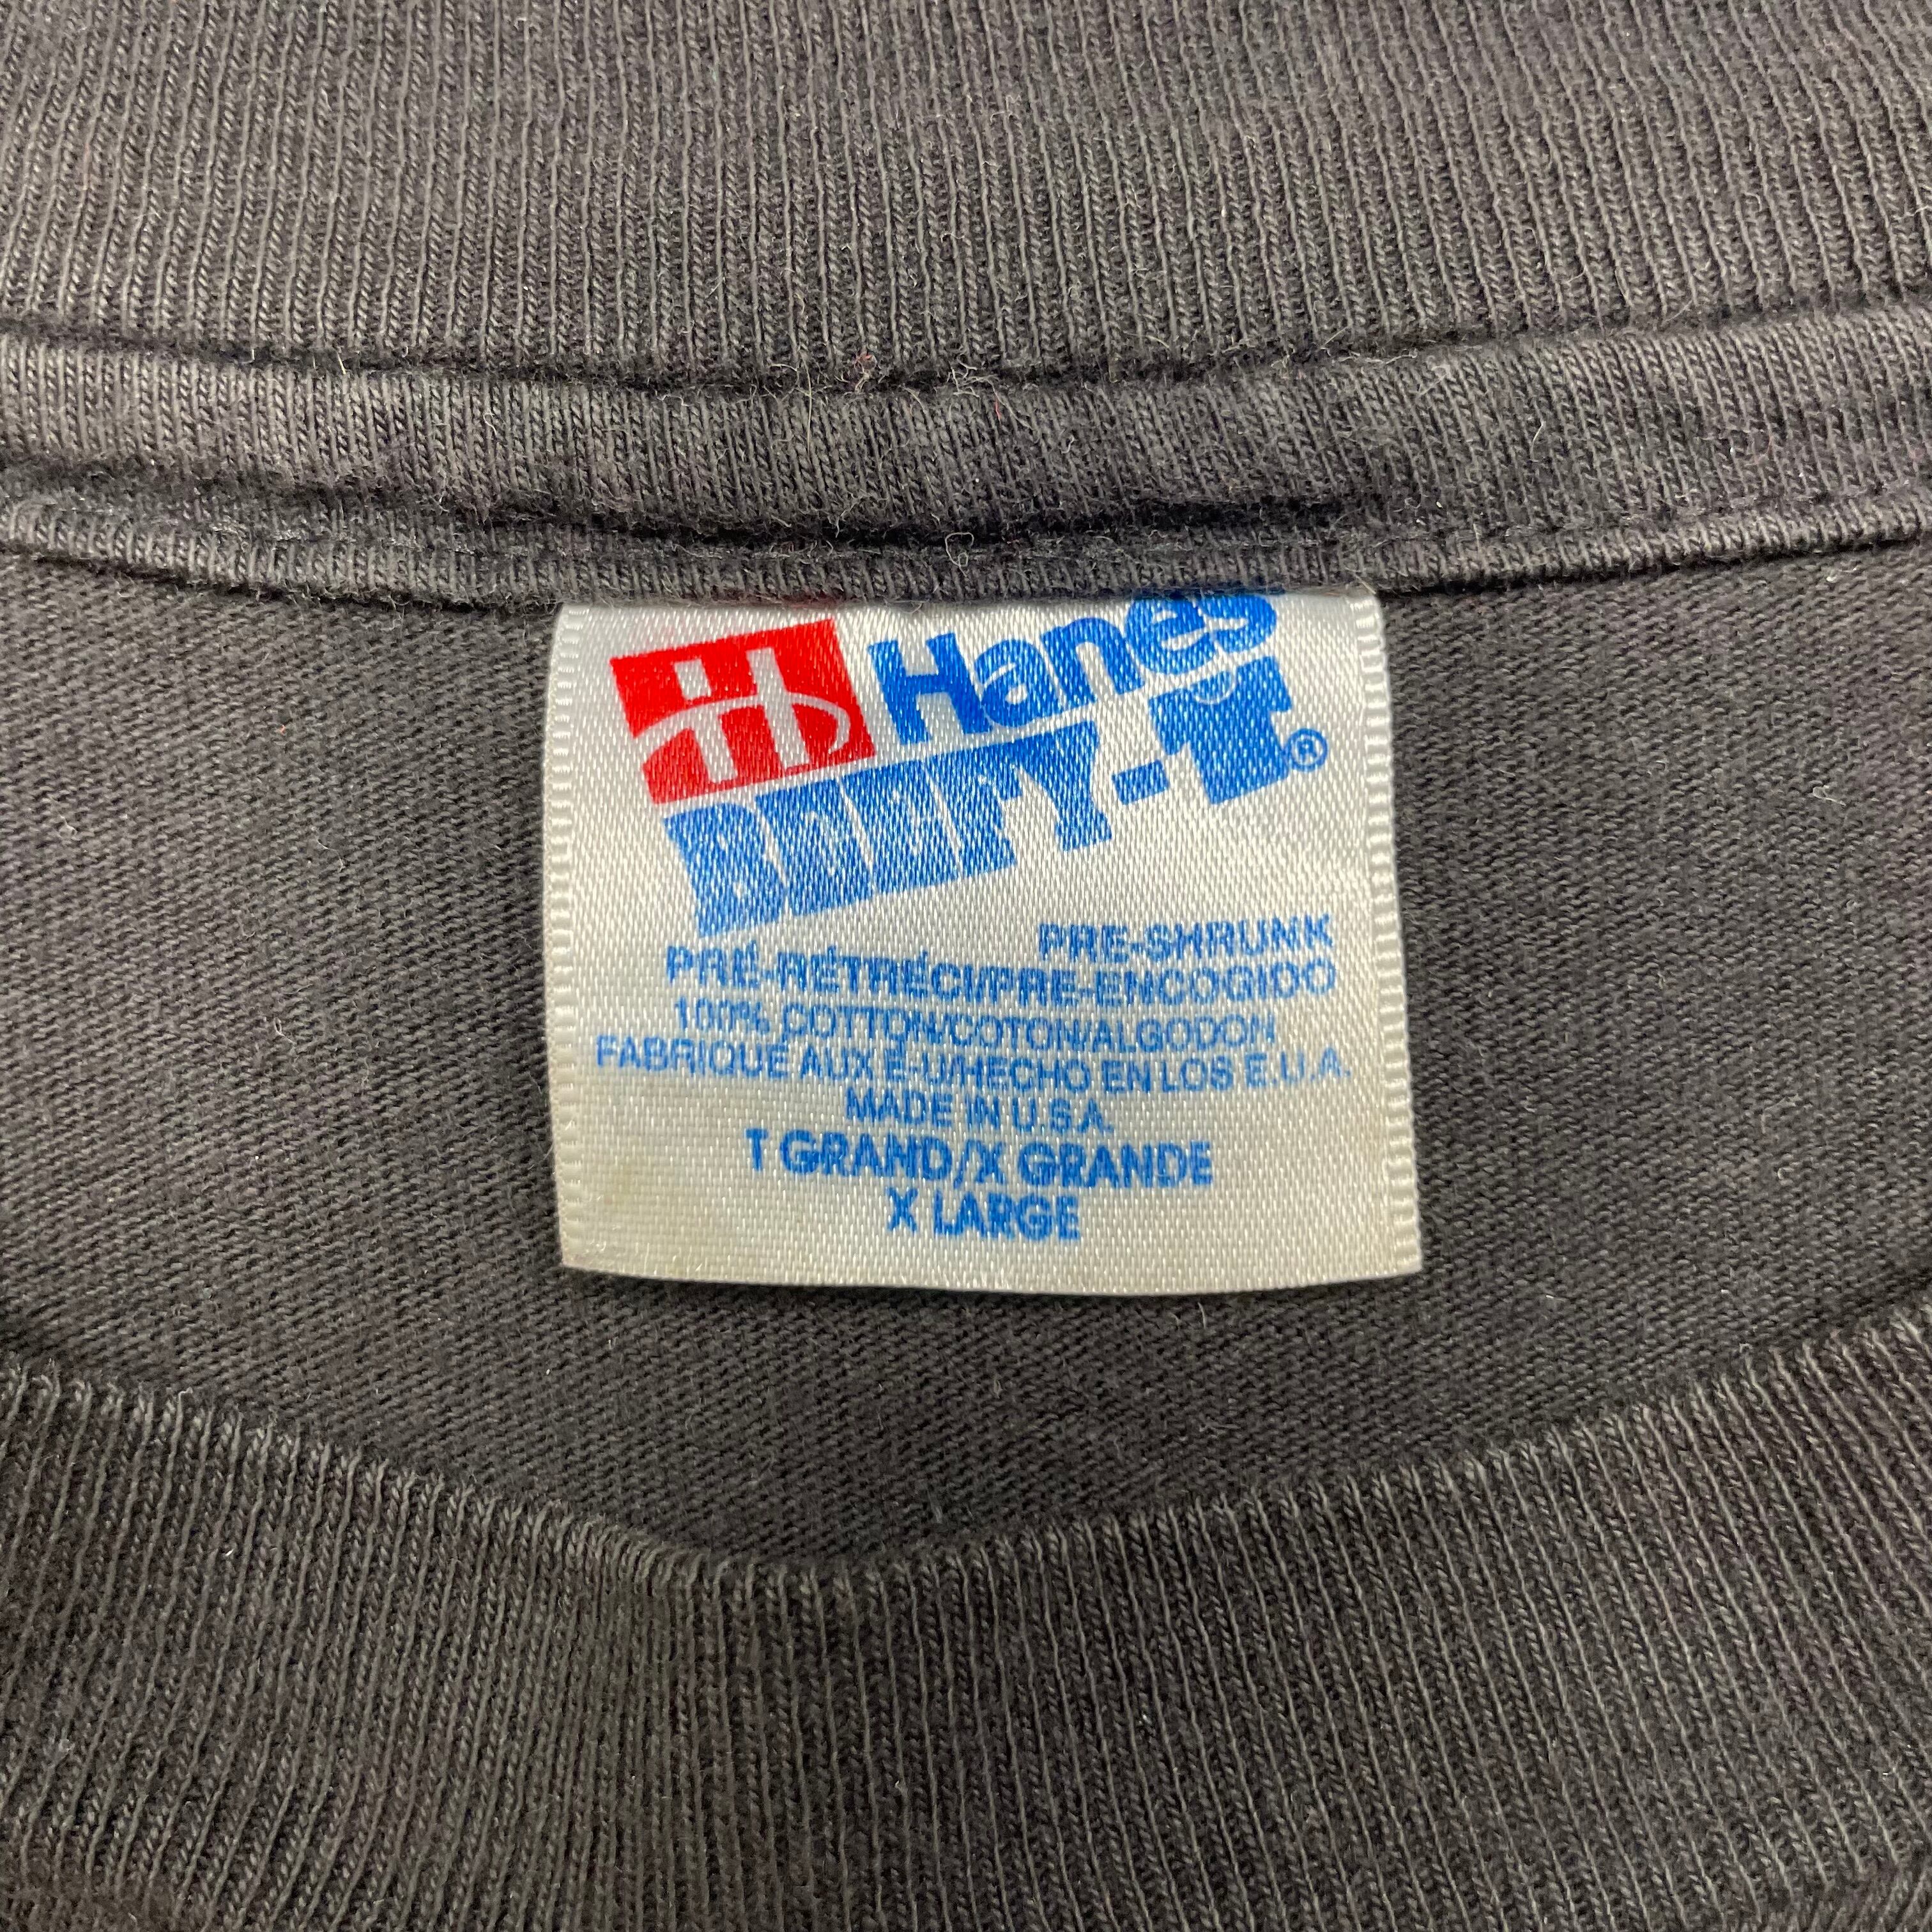 Hanes
BEEFY-T®
PRE-SHRUNK
PRÉ-RÉTRÉCI/PRE-ENCOGIDO
100% COTTON/COTON/ALGODON
FABRIQUÉ AUX É-U/HECHO EN LOS E.U.A.
MADE IN U.S.A.
T GRAND/X GRANDE
X LARGE